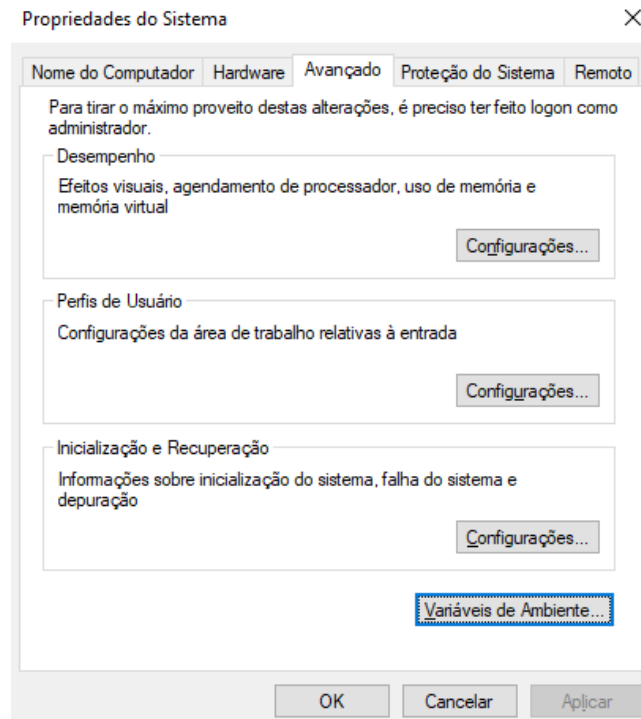 Propriedades do Sistema
Nome do Computador Hardware Avançado Proteção do Sistema Remoto
Para tirar o máximo proveito destas alterações, é preciso ter feito logon como
administrador.
Desempenho
Efeitos visuais, agendamento de processador, uso de memória e
memória virtual
Configurações...
Perfis de Usuário
Configurações da área de trabalho relativas à entrada
Configurações...
Inicialização e Recuperação
Informações sobre inicialização do sistema, falha do sistema e
depuração
Configurações...
Variáveis de Ambiente...
OK Cancelar Aplicar